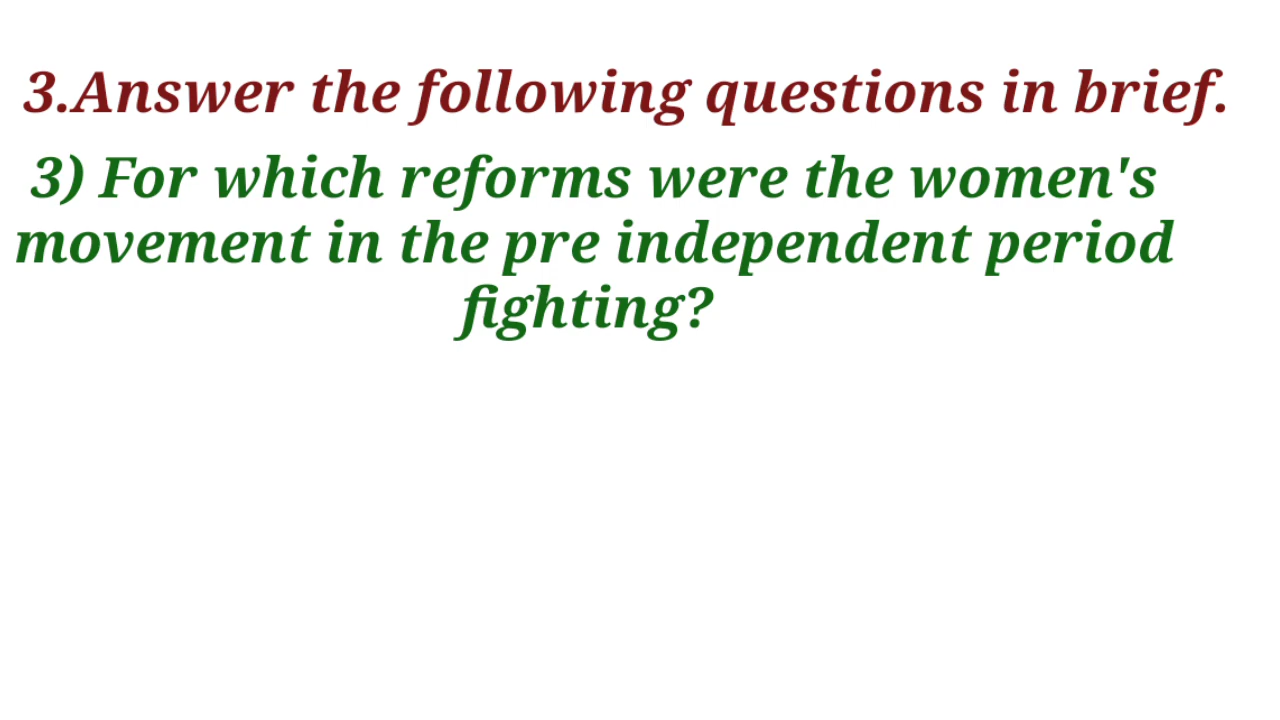 3.Answer the following questions in brief.
3) For which reforms were the women's
movement in the pre independent period
fighting?